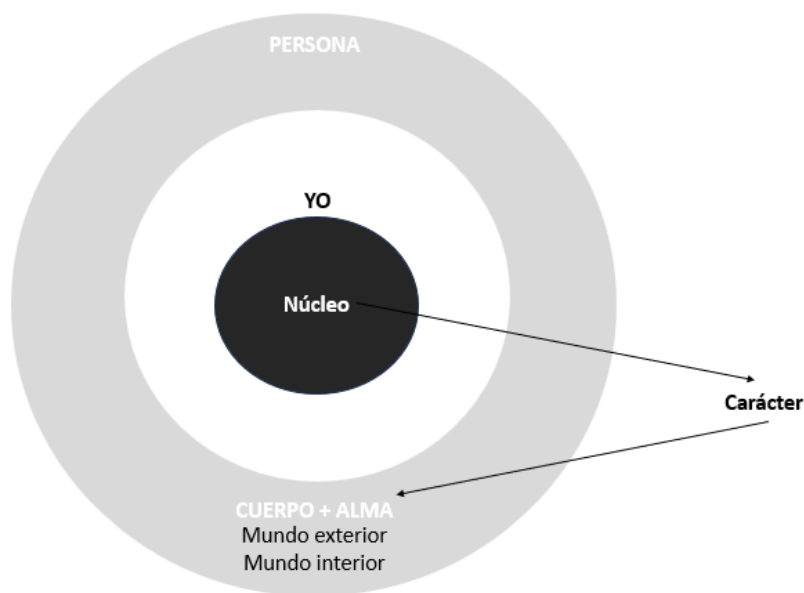 PERSONA
YO
Núcleo
Carácter
CUERPO + ALMA
Mundo exterior
Mundo interior